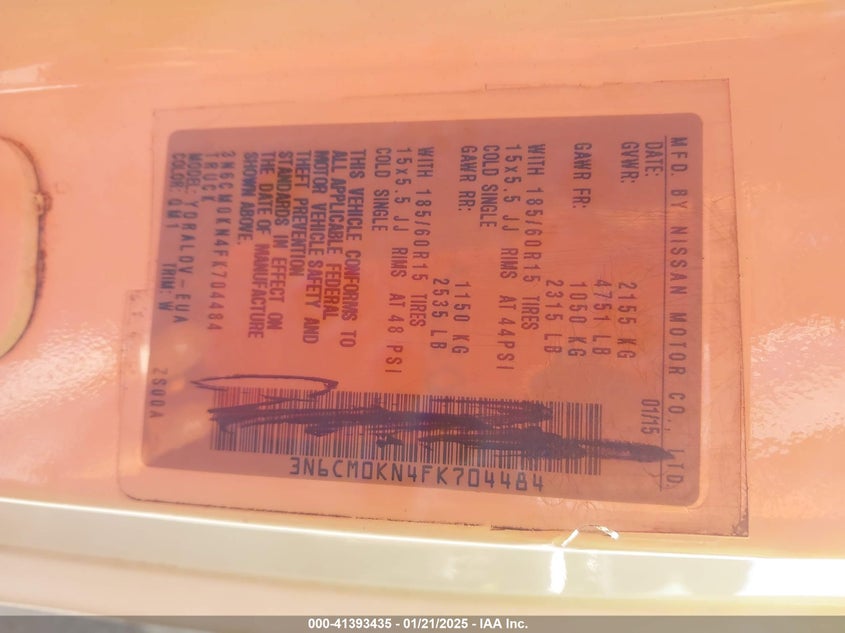 MFD. BY NISSAN MOTOR CO., LTD.
DATE: 01/15
GVWR: 2155 KG
4751 LB
GAWR FR: 1050 KG
2315 LB
WITH 185/60R15 TIRES
15x5.5 JJ RIMS AT 44PSI
COLD SINGLE
GAWR RR: 1150 KG
2535 LB
WITH 185/60R15 TIRES
15x5.5 JJ RIMS AT 48 PSI
COLD SINGLE
THIS VEHICLE CONFORMS TO
ALL APPLICABLE FEDERAL
MOTOR VEHICLE SAFETY AND
THEFT PREVENTION
STANDARDS IN EFFECT ON
THE DATE OF MANUFACTURE
SHOWN ABOVE.
3N6CM0KN4FK704484
TRUCK
MODEL: YDRALOV-EUA
COLOR: QM1 TRIM: W
ZS00A
3N6CM0KN4FK704484
000-41393435 - 01/21/2025 - IAA Inc.